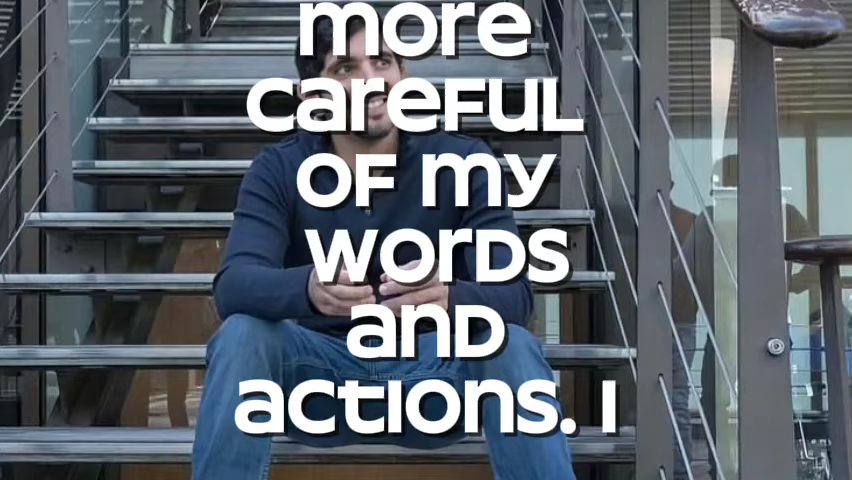 more
careful
of my
words
and
actions. I